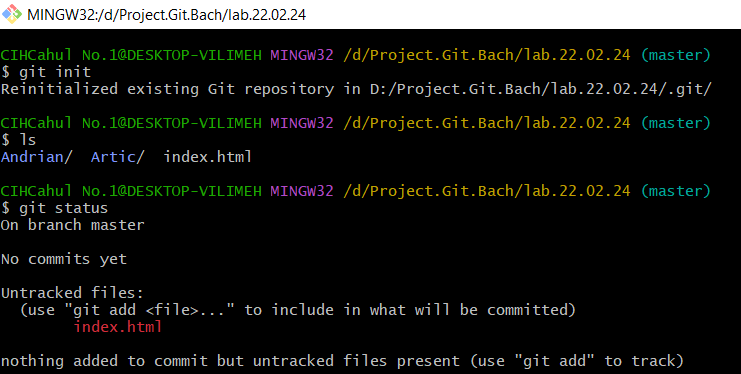 MINGW32:/d/Project.Git.Bach/lab.22.02.24
CIHCahul No.1@DESKTOP-VILIMEH MINGW32 /d/Project.Git.Bach/lab.22.02.24 (master)
$ git init
Reinitialized existing Git repository in D:/Project.Git.Bach/lab.22.02.24/.git/
CIHCahul No.1@DESKTOP-VILIMEH MINGW32 /d/Project.Git.Bach/lab.22.02.24 (master)
$ ls
Andrian/  Artic/  index.html
CIHCahul No.1@DESKTOP-VILIMEH MINGW32 /d/Project.Git.Bach/lab.22.02.24 (master)
$ git status
On branch master
No commits yet
Untracked files:
  (use "git add <file>..." to include in what will be committed)
        index.html
nothing added to commit but untracked files present (use "git add" to track)